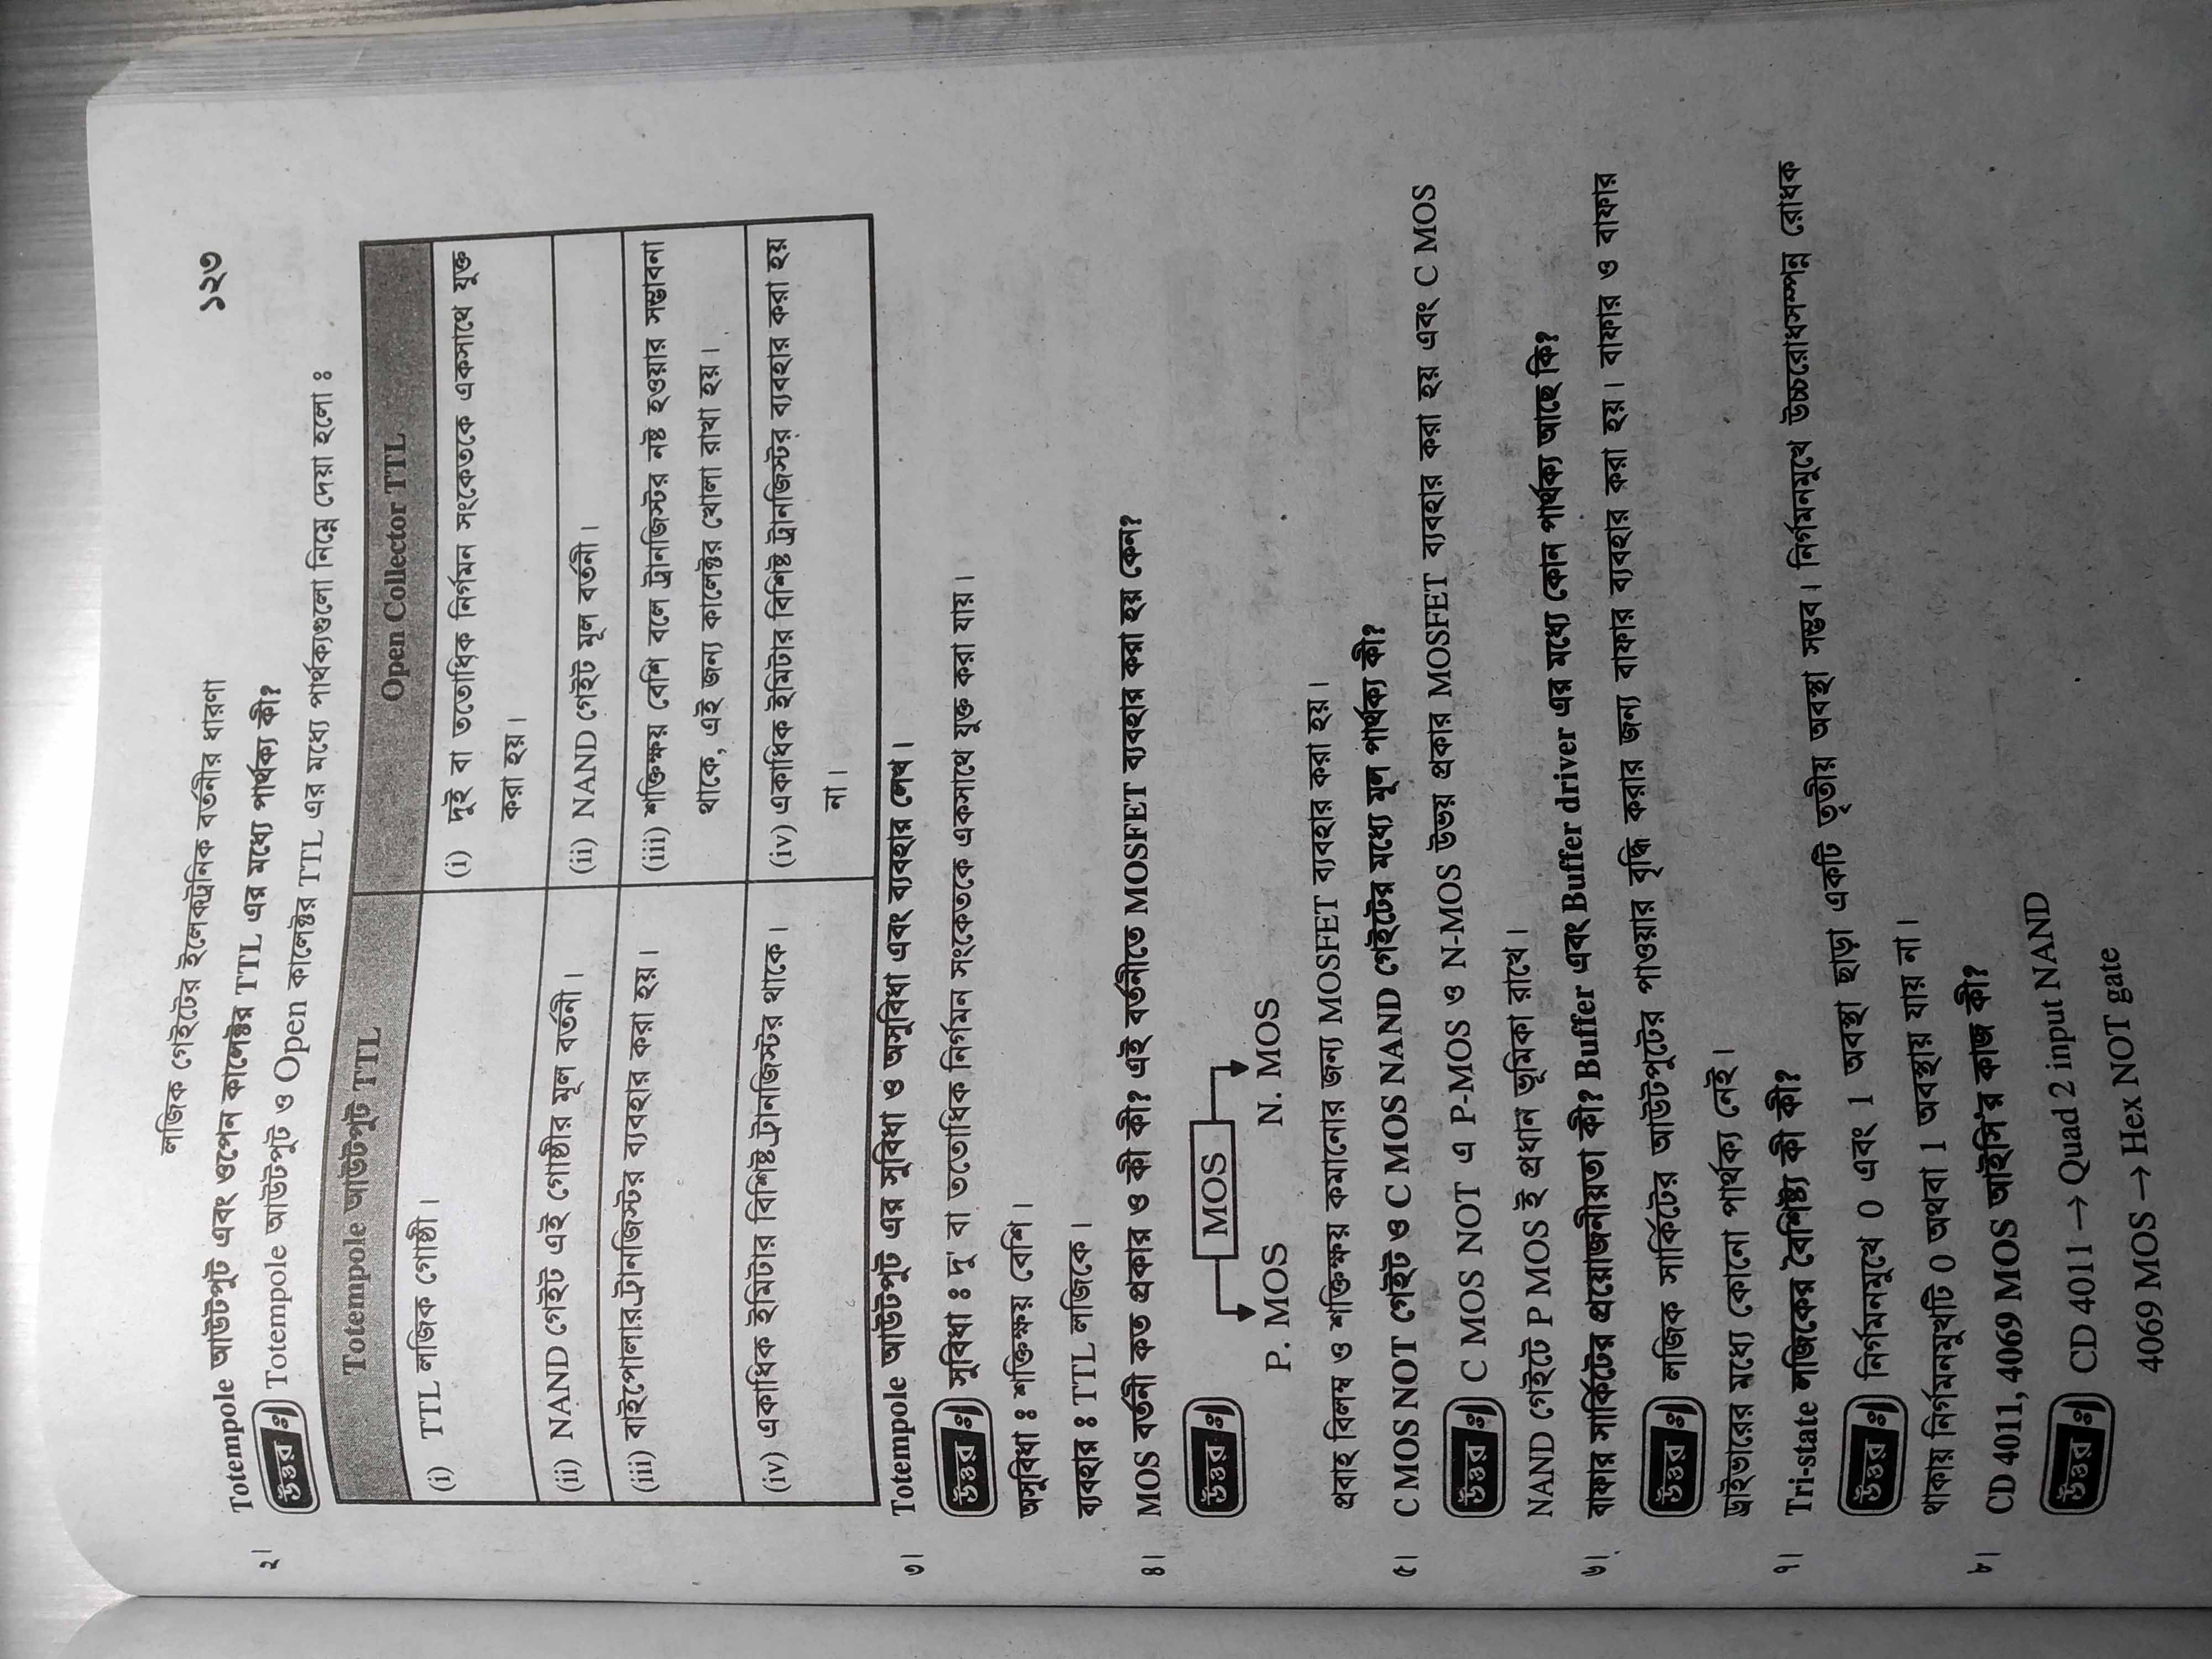 লজিক গেইটের ইলেকট্রনিক বর্তনীর ধারণা
১২৩
২। Totempole আউটপুট এবং ওপেন কালেক্টর TTL এর মধ্যে পার্থক্য কী?
উত্তর ঃ Totempole আউটপুট ও Open কালেক্টর TTL এর মধ্যে পার্থক্যগুলো নিম্নে দেয়া হলো ঃ
Totempole আউটপুট TTL
Open Collector TTL
(i) TTL লজিক গোষ্ঠী।
(i) দুই বা ততোধিক নির্গমন সংকেতকে একসাথে যুক্ত
করা হয়।
(ii) NAND গেইট এই গোষ্ঠীর মূল বর্তনী।
(ii) NAND গেইট মূল বর্তনী।
(iii) বাইপোলার ট্রানজিস্টর ব্যবহার করা হয়।
(iii) শক্তিক্ষয় বেশি বলে ট্রানজিস্টর নষ্ট হওয়ার সম্ভাবনা
থাকে, এই জন্য কালেক্টর খোলা রাখা হয়।
(iv) একাধিক ইমিটার বিশিষ্ট ট্রানজিস্টর থাকে।
(iv) একাধিক ইমিটার বিশিষ্ট ট্রানজিস্টর ব্যবহার করা হয়
না।
৩। Totempole আউটপুট এর সুবিধা ও অসুবিধা এবং ব্যবহার লেখ।
উত্তর ঃ সুবিধা ঃ দু' বা ততোধিক নির্গমন সংকেতকে একসাথে যুক্ত করা যায়।
অসুবিধা ঃ শক্তিক্ষয় বেশি।
ব্যবহার ঃ TTL লজিকে।
৪। MOS বর্তনী কত প্রকার ও কী কী? এই বর্তনীতে MOSFET ব্যবহার করা হয় কেন?
উত্তর ঃ MOS
P. MOS N. MOS
প্রবাহ বিলম্ব ও শক্তিক্ষয় কমানোর জন্য MOSFET ব্যবহার করা হয়।
৫। C MOS NOT গেইট ও C MOS NAND গেইটের মধ্যে মূল পার্থক্য কী?
উত্তর ঃ C MOS NOT এ P-MOS ও N-MOS উভয় প্রকার MOSFET ব্যবহার করা হয় এবং C MOS
NAND গেইটে P MOS ই প্রধান ভূমিকা রাখে।
৬। বাফার সার্কিটের প্রয়োজনীয়তা কী? Buffer এবং Buffer driver এর মধ্যে কোন পার্থক্য আছে কি?
উত্তর ঃ লজিক সার্কিটের আউটপুটের পাওয়ার বৃদ্ধি করার জন্য বাফার ব্যবহার করা হয়। বাফার ও বাফার
ড্রাইভারের মধ্যে কোনো পার্থক্য নেই।
৭। Tri-state লজিকের বৈশিষ্ট্য কী কী?
উত্তর ঃ নির্গমনমুখে 0 এবং 1 অবস্থা ছাড়া একটি তৃতীয় অবস্থা সম্ভব। নির্গমনমুখে উচ্চরোধসম্পন্ন রোধক
থাকায় নির্গমনমুখটি 0 অথবা 1 অবস্থায় যায় না।
৮। CD 4011, 4069 MOS আইসি'র কাজ কী?
উত্তর ঃ CD 4011 → Quad 2 input NAND
4069 MOS → Hex NOT gate